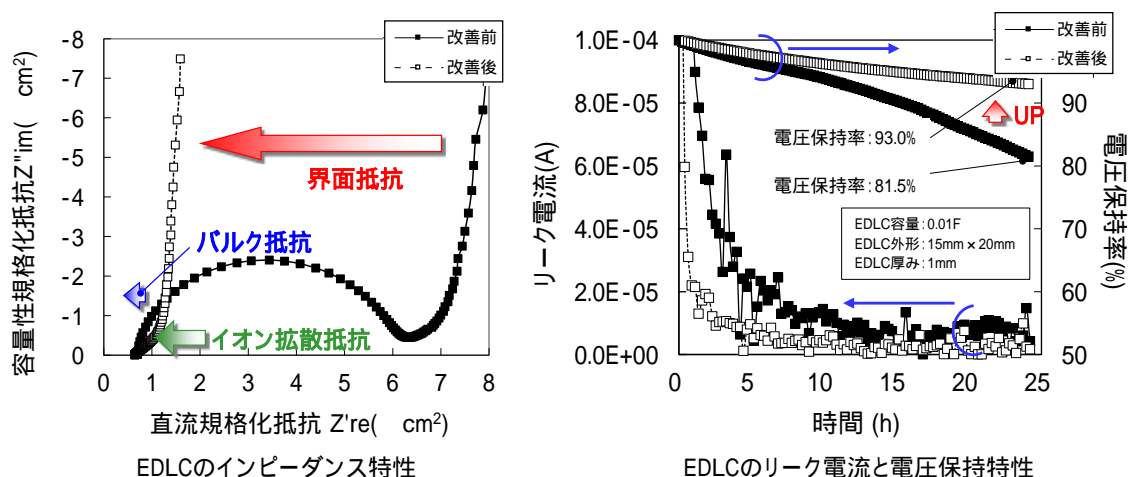 容量性規格化抵抗Z"im( cm2)
-8
-7
-6
-5
-4
-3
-2
-1
0
0 1 2 3 4 5 6 7 8
改善前
改善後
界面抵抗
バルク抵抗
イオン拡散抵抗
直流規格化抵抗 Z're( cm2)
EDLCのインピーダンス特性
リーク電流(A)
1.0E-04
8.0E-05
6.0E-05
4.0E-05
2.0E-05
0.0E+00
0 5 10 15 20 25
改善前
改善後
UP
電圧保持率:93.0%
電圧保持率:81.5%
EDLC容量:0.01F
EDLC外形:15mm×20mm
EDLC厚み:1mm
90
80
70
60
50
電圧保持率(%)
時間 (h)
EDLCのリーク電流と電圧保持特性